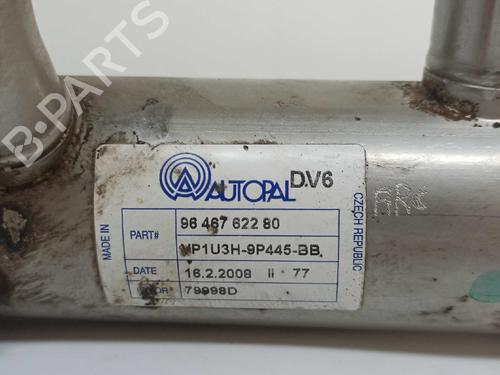 B-PARTS
AUTOPAL
DV6
MADE IN
CZECH REPUBLIC
PART# 96 467 622 80
VP1U3H-9P445-BB
DATE 16.2.2008 II 77
79998D